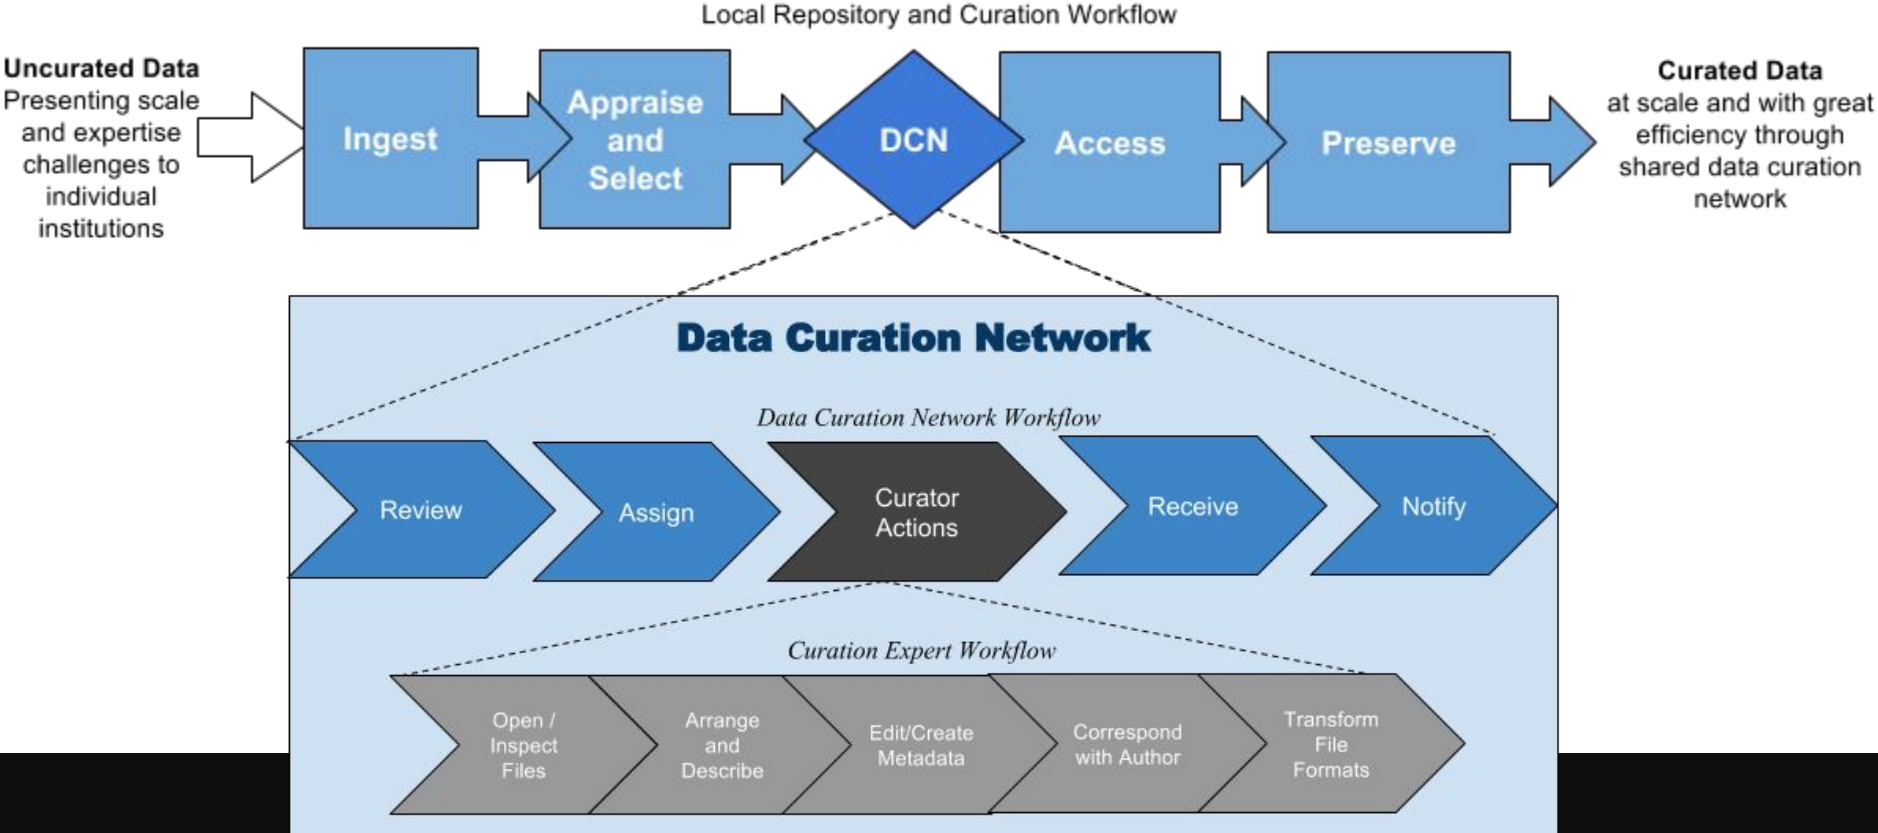 Local Repository and Curation Workflow
Uncurated Data
Presenting scale
and expertise
challenges to
individual
institutions
Ingest
Appraise
and
Select
DCN
Access
Preserve
Curated Data
at scale and with great
efficiency through
shared data curation
network
Data Curation Network
Data Curation Network Workflow
Review
Assign
Curator
Actions
Receive
Notify
Curation Expert Workflow
Open /
Inspect
Files
Arrange
and
Describe
Edit/Create
Metadata
Correspond
with Author
Transform
File
Formats